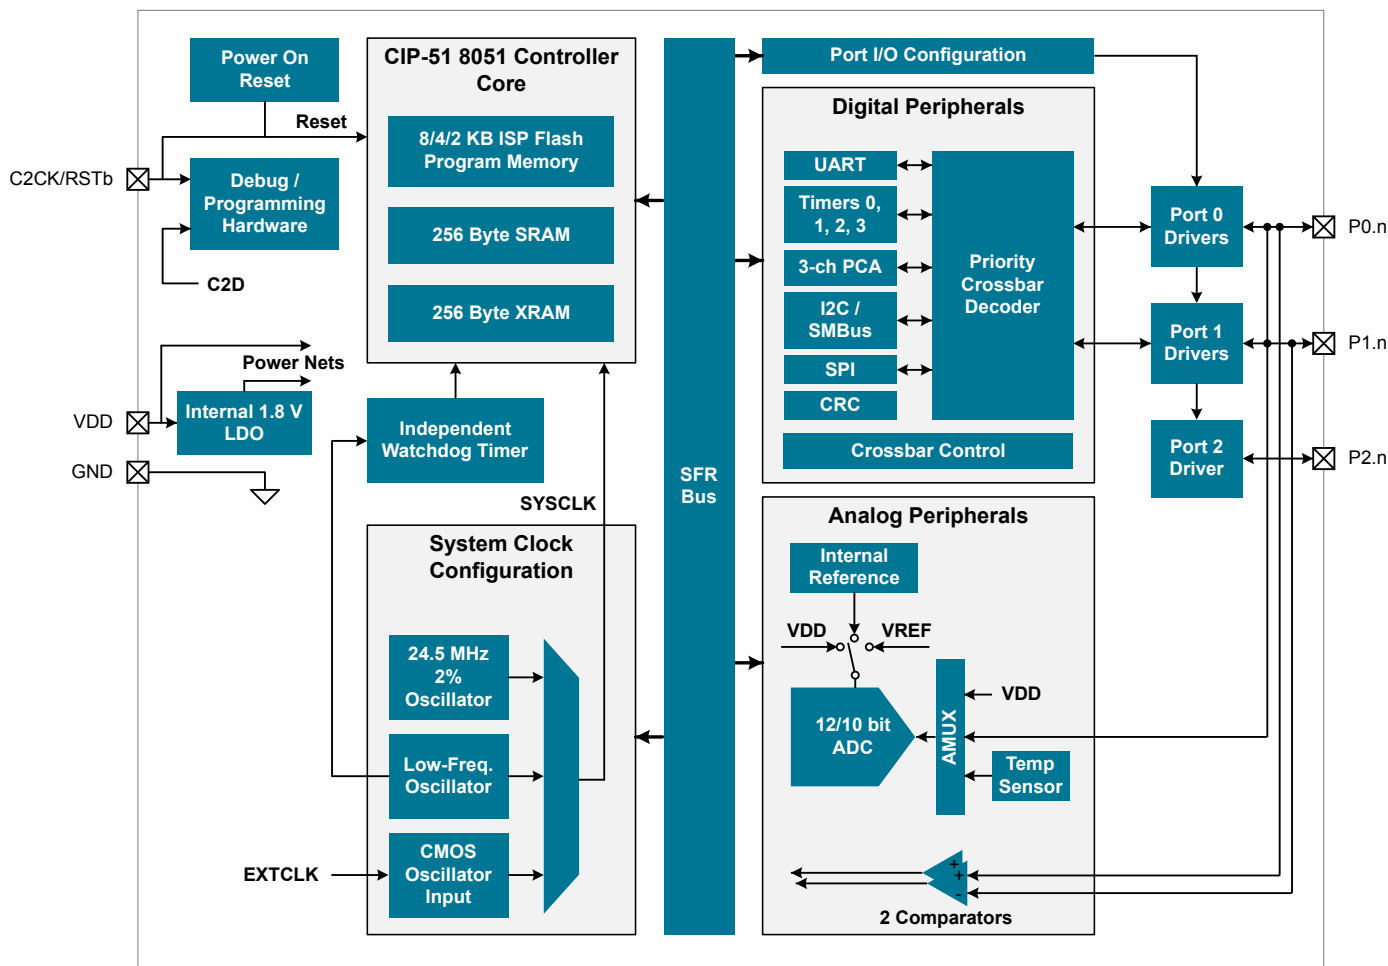 Power On
Reset
Reset
C2CK/RSTb
Debug /
Programming
Hardware
C2D
Power Nets
VDD
Internal 1.8 V
LDO
GND
CIP-51 8051 Controller
Core
8/4/2 KB ISP Flash
Program Memory
256 Byte SRAM
256 Byte XRAM
Independent
Watchdog Timer
SYSCLK
System Clock
Configuration
24.5 MHz
2%
Oscillator
Low-Freq.
Oscillator
EXTCLK
CMOS
Oscillator
Input
SFR
Bus
Port I/O Configuration
Digital Peripherals
UART
Timers 0,
1, 2, 3
3-ch PCA
I2C /
SMBus
SPI
CRC
Priority
Crossbar
Decoder
Crossbar Control
Port 0
Drivers
P0.n
Port 1
Drivers
P1.n
Port 2
Driver
P2.n
Analog Peripherals
Internal
Reference
VDD
VREF
12/10 bit
ADC
AMUX
VDD
Temp
Sensor
+
+
-
2 Comparators